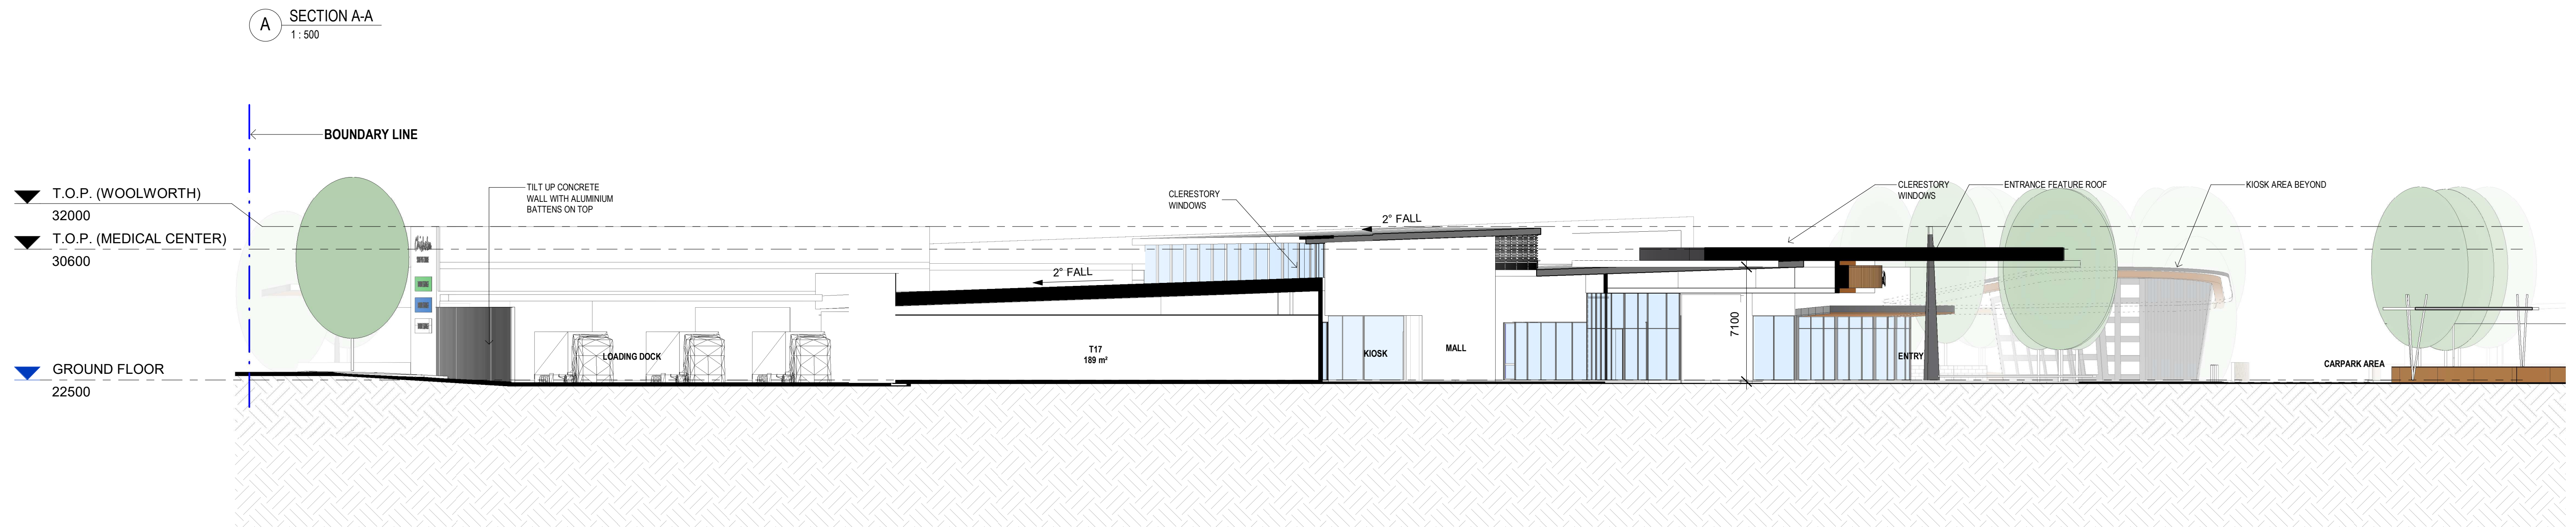 A
SECTION A-A
1 : 500
BOUNDARY LINE
T.O.P. (WOOLWORTH)
32000
T.O.P. (MEDICAL CENTER)
30600
GROUND FLOOR
22500
TILT UP CONCRETE
WALL WITH ALUMINIUM
BATTENS ON TOP
CLERESTORY
WINDOWS
2° FALL
2° FALL
CLERESTORY
WINDOWS
ENTRANCE FEATURE ROOF
KIOSK AREA BEYOND
LOADING DOCK
T17
189 m²
KIOSK
MALL
7100
ENTRY
CARPARK AREA